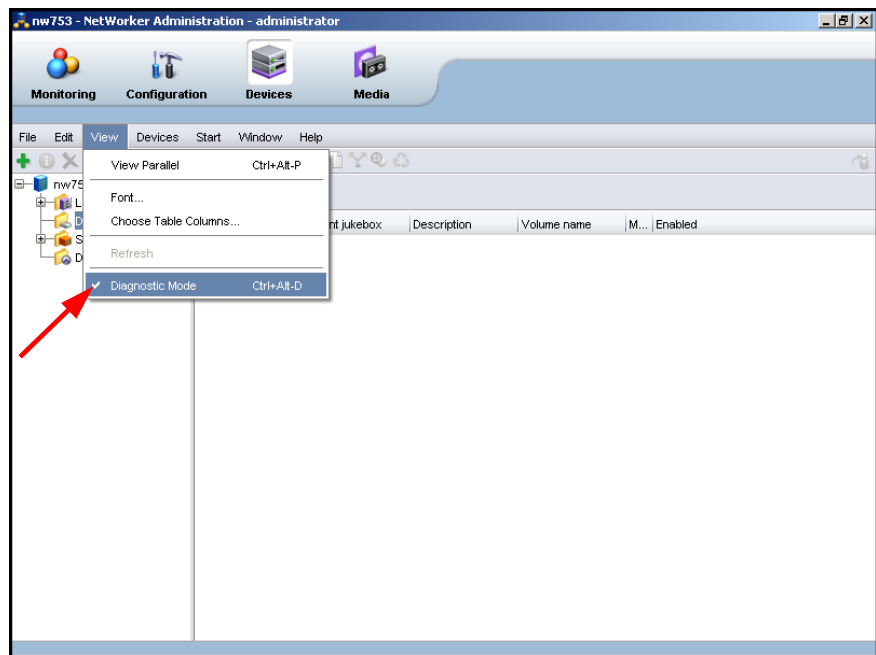 nw753 - NetWorker Administration - administrator
Monitoring Configuration Devices Media
File Edit View Devices Start Window Help
View Parallel Ctrl+Alt-P
Font...
Choose Table Columns...
Refresh
Diagnostic Mode Ctrl+Alt-D
nw75
L
D
S
D
nt jukebox Description Volume name M... Enabled